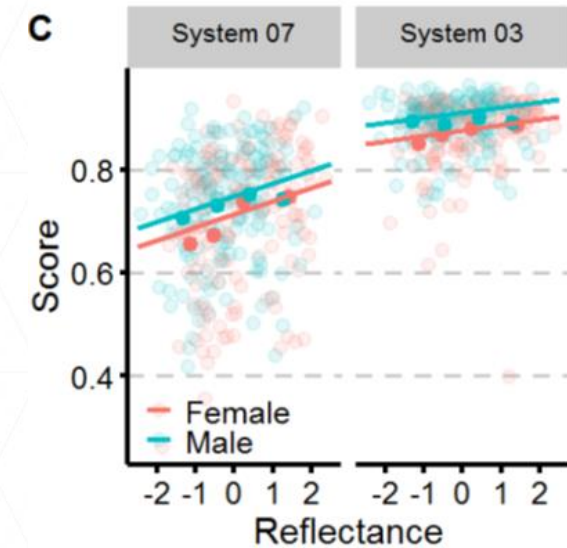 C
System 07
System 03
Score
0.8
0.6
0.4
Female
Male
-2 -1 0 1 2
-2 -1 0 1 2
Reflectance